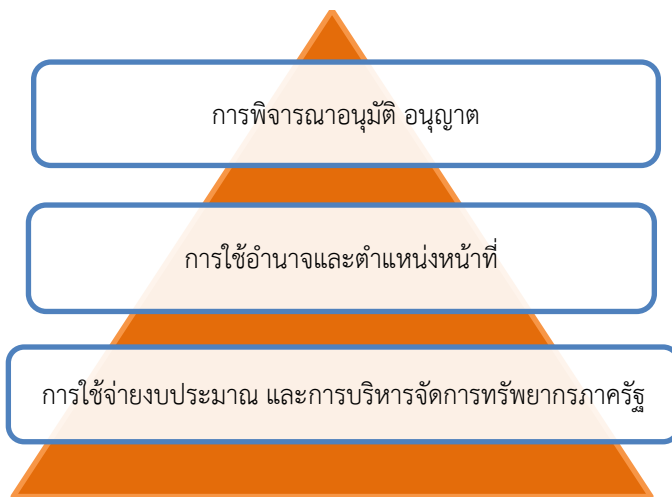 การพิจารณาอนุมัติ อนุญาต
การใช้อำนาจและตำแหน่งหน้าที่
การใช้จ่ายงบประมาณ และการบริหารจัดการทรัพยากรภาครัฐ